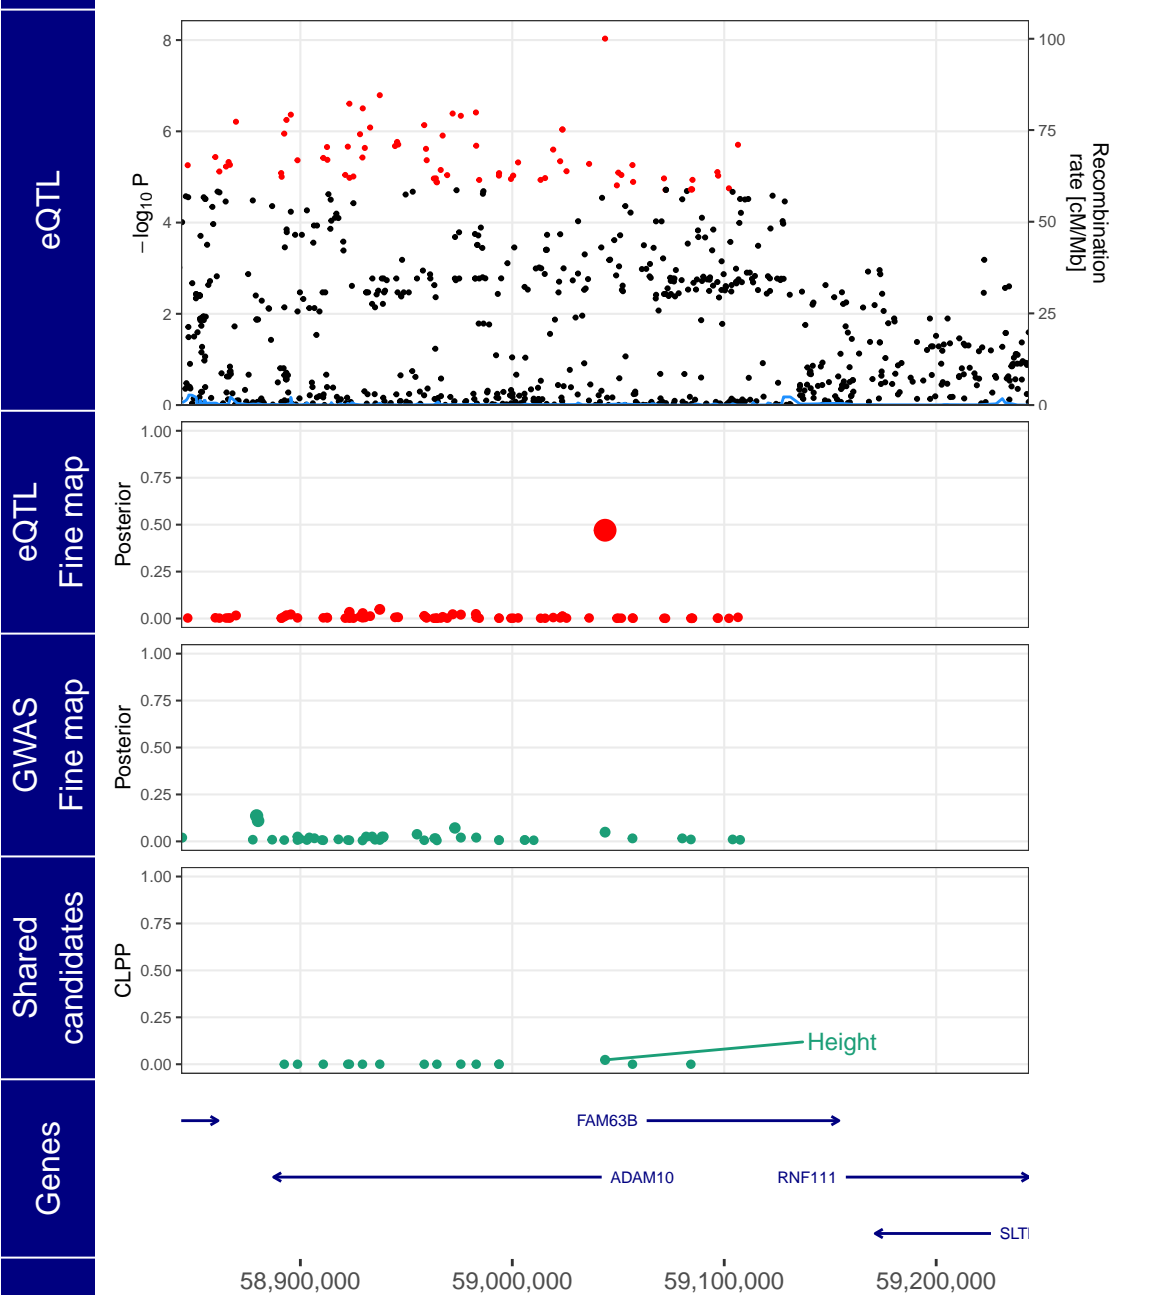 eQTL
8
6
4
2
0
−log10 P
100
75
50
25
0
Recombination
rate [cM/Mb]
eQTL
Fine map
Posterior
1.00
0.75
0.50
0.25
0.00
GWAS
Fine map
Posterior
1.00
0.75
0.50
0.25
0.00
Shared
candidates
CLPP
1.00
0.75
0.50
0.25
0.00
Height
Genes
FAM63B
ADAM10
RNF111
SLT
58,900,000
59,000,000
59,100,000
59,200,000